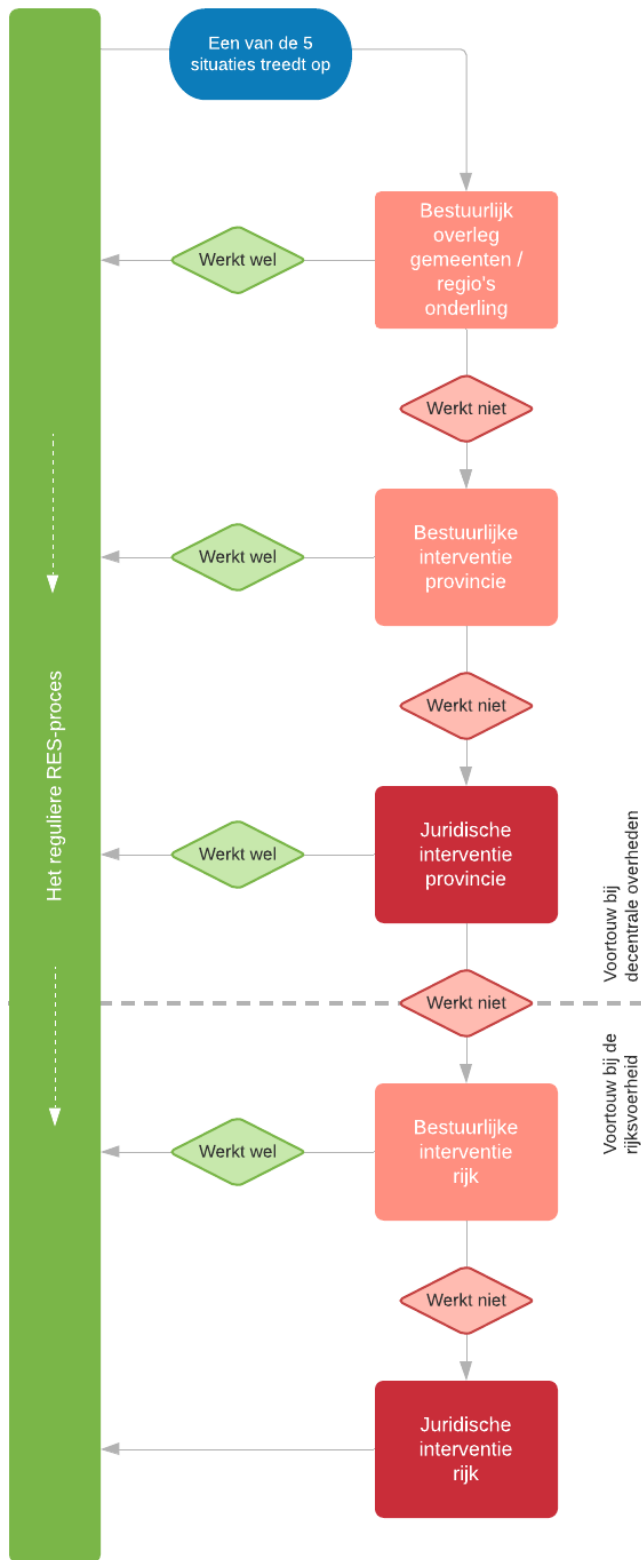 Een van de 5
situaties treedt op
Bestuurlijk
overleg
gemeenten /
regio's
onderling
Werkt wel
Werkt niet
Bestuurlijke
interventie
provincie
Werkt wel
Werkt niet
Het reguliere RES-proces
Juridische
interventie
provincie
Werkt wel
Voortouw bij
decentrale overheden
Werkt niet
Voortouw bij de
rijksvoerheid
Bestuurlijke
interventie
rijk
Werkt wel
Werkt niet
Juridische
interventie
rijk